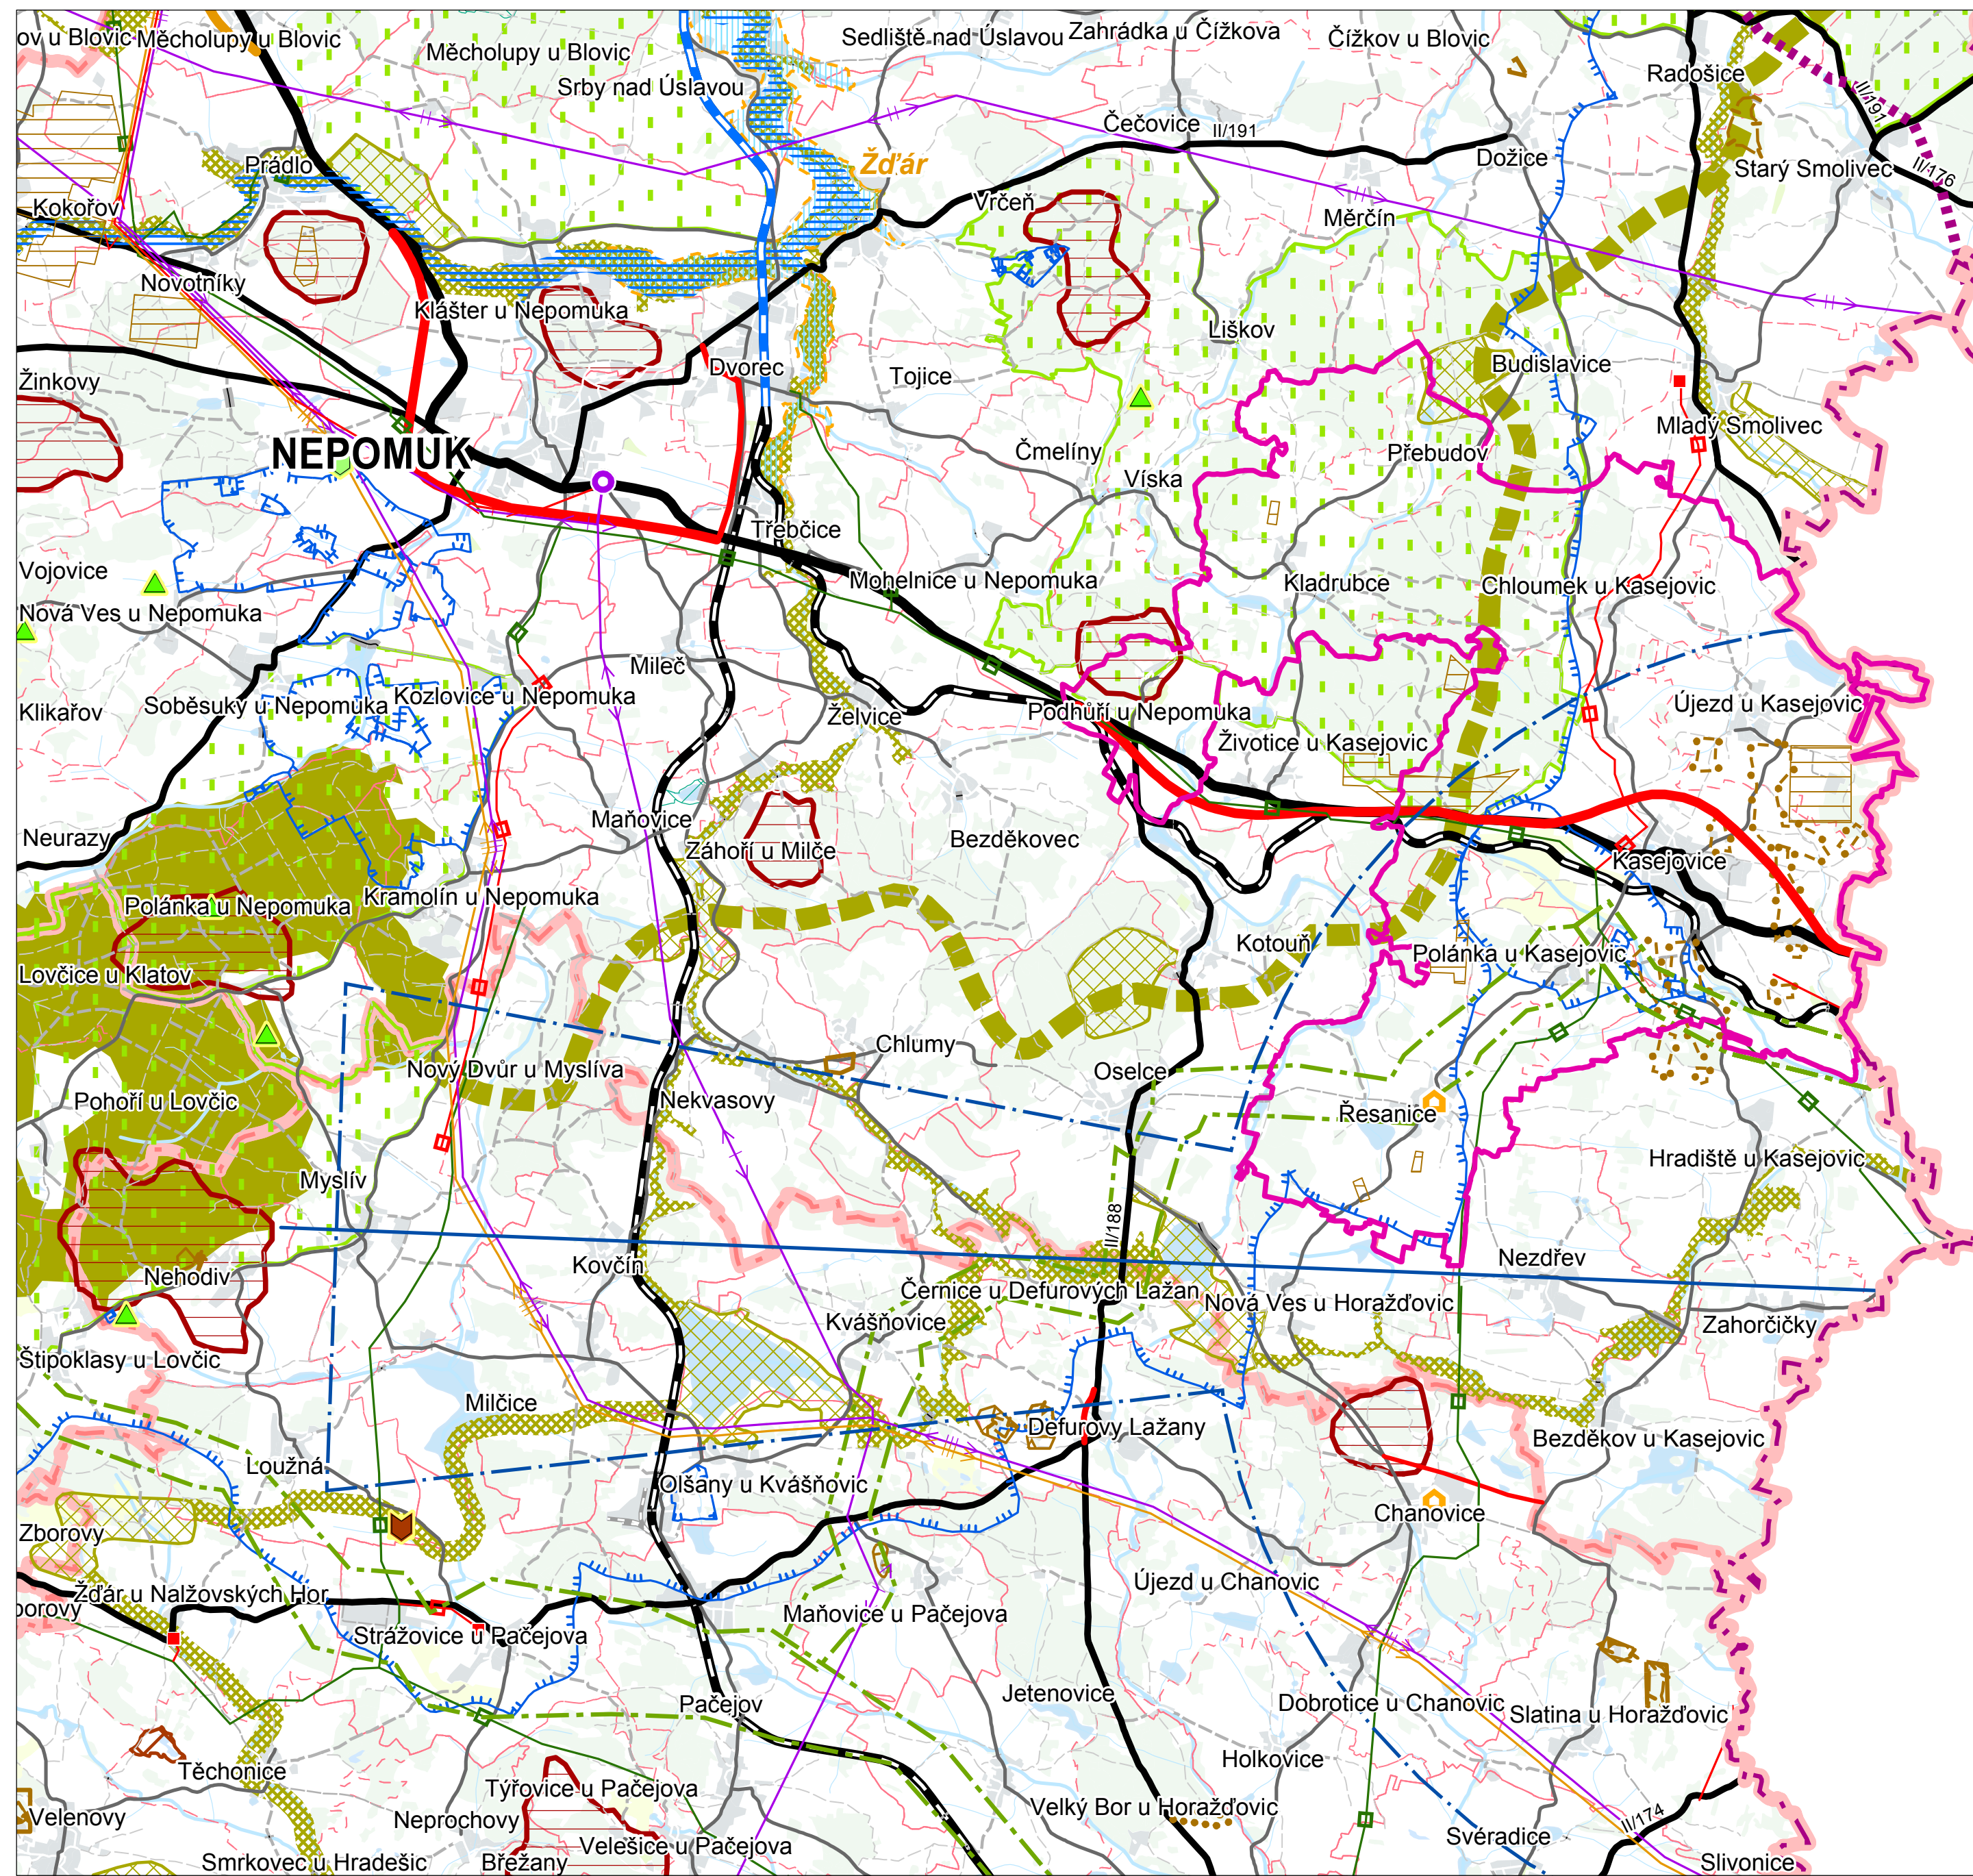 ov u Blovic
Měcholupy u Blovic
Měcholupy u Blovic
Srby nad Úslavou
Sedliště nad Úslavou
Zahrádka u Čížkova
Čížkov u Blovic
Radošice
II/191
Čečovice
II/191
Dožice
Starý Smolivec
II/176
Prádlo
Žďár
Kokořov
Vrčeň
Měrčín
Novotníky
Klášter u Nepomuka
Liškov
Budislavice
Žinkovy
Dvorec
Tojice
Mladý Smolivec
NEPOMUK
Čmelíny
Víska
Přebudov
Třebčice
Vojovice
Mohelnice u Nepomuka
Kladrubce
Chloumek u Kasejovic
Nová Ves u Nepomuka
Mileč
Klikařov
Soběsuky u Nepomuka
Kozlovice u Nepomuka
Želvice
Podhůří u Nepomuka
Újezd u Kasejovic
Životice u Kasejovic
Neurazy
Maňovice
Záhoří u Milče
Bezděkovec
Kasejovice
Polánka u Nepomuka
Kramolín u Nepomuka
Kotouň
Polánka u Kasejovic
Lovčice u Klatov
Chlumy
Nový Dvůr u Myslíva
Oselce
Pohoří u Lovčic
Nekvasovy
Řesanice
Myslív
Hradiště u Kasejovic
II/188
Kovčín
Nezdřev
Nehodiv
Černice u Defurových Lažan
Nová Ves u Horažďovic
Kvášňovice
Zahorčičky
Štipoklasy u Lovčic
Milčice
Defurovy Lažany
Bezděkov u Kasejovic
Loužná
Olšany u Kvášňovic
Chanovice
Zborovy
Žďár u Nalžovských Hor
borovy
Újezd u Chanovic
Maňovice u Pačejova
Strážovice u Pačejova
Pačejov
Jetenovice
Dobrotice u Chanovic
Slatina u Horažďovic
Těchonice
Holkovice
Týřovice u Pačejova
Velenovy
Neprochovy
Velký Bor u Horažďovic
II/174
Velešice u Pačejova
Svéradice
Smrkovec u Hradešic
Břežany
Slivonice